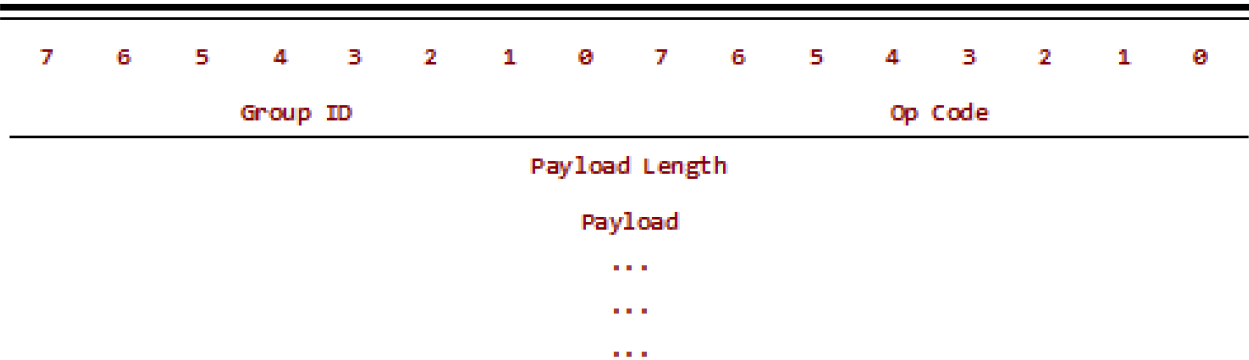 7 6 5 4 3 2 1 0 7 6 5 4 3 2 1 0
Group ID Op Code
Payload Length
Payload
...
...
...